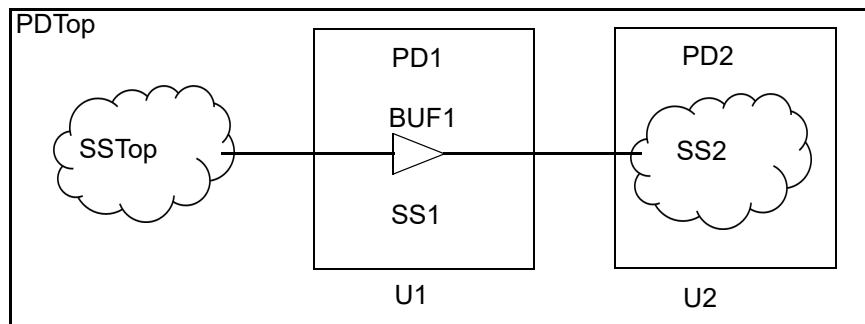 PDTop
PD1
PD2
BUF1
SSTop
SS2
SS1
U1
U2